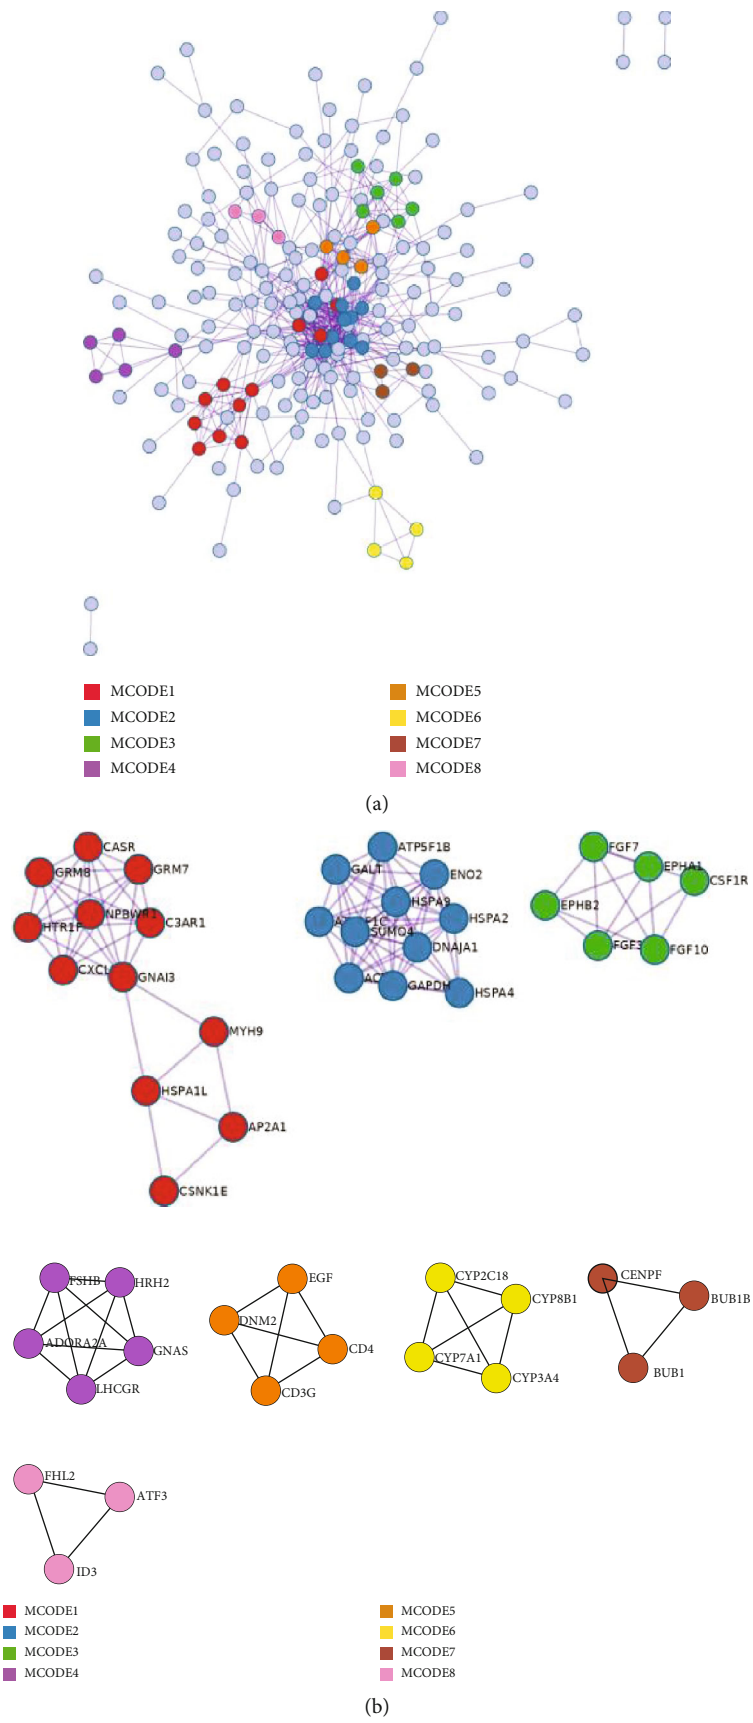 MCODE1
MCODE2
MCODE3
MCODE4
MCODE5
MCODE6
MCODE7
MCODE8
(a)
CASR
GRM8
GRM7
NPBWR1
HTR1F
C3AR1
CXCL
GNAI3
MYH9
HSPA1L
AP2A1
CSNK1E
ATP5F1B
GALT
ENO2
HSPA9
HSPA2
SUMO4
DNAJA1
GAPDH
HSPA4
FGF7
EPHA1
CSF1R
EPHB2
FGF3
FGF10
FSHB
HRH2
ADORA2A
GNAS
LHCGR
EGF
DNM2
CD4
CD3G
CYP2C18
CYP8B1
CYP7A1
CYP3A4
CENPF
BUB1B
BUB1
FHL2
ATF3
ID3
MCODE1
MCODE2
MCODE3
MCODE4
MCODE5
MCODE6
MCODE7
MCODE8
(b)